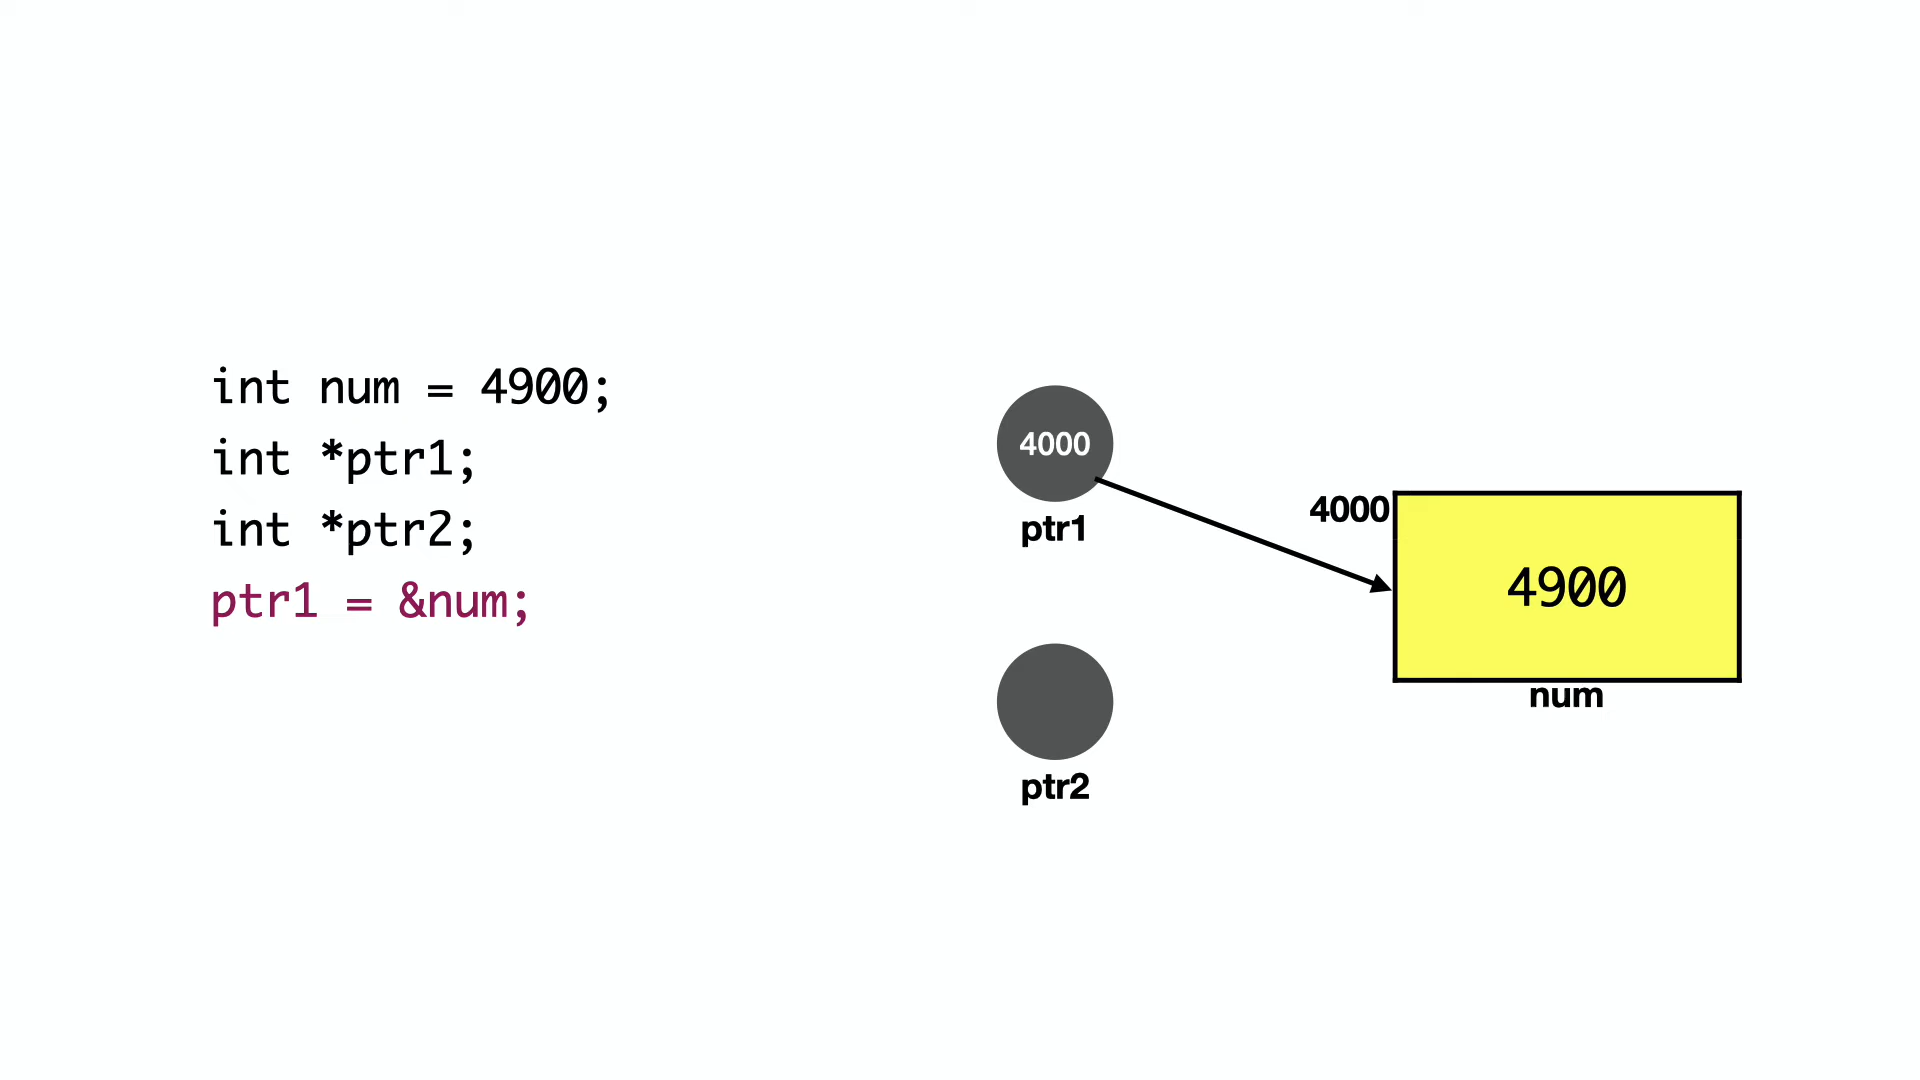 int num = 4900;
int *ptr1;
int *ptr2;
ptr1 = &num;
4000
ptr1
4000
4900
num
ptr2